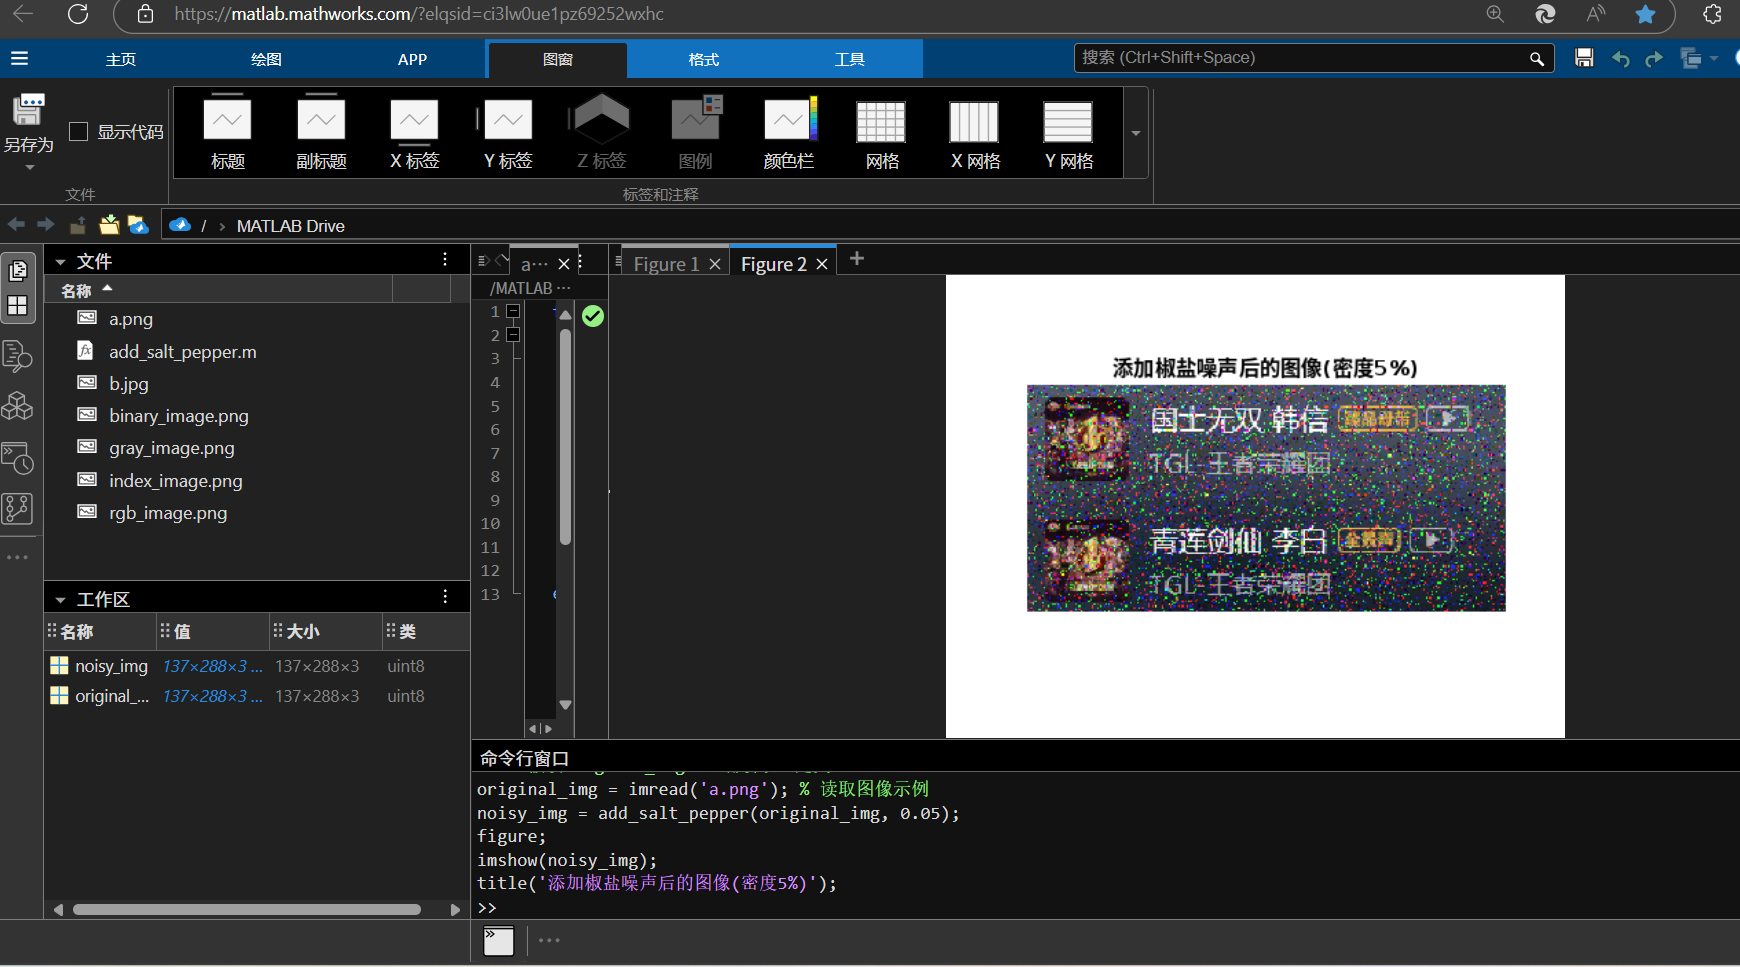 https://matlab.mathworks.com/?elqsid=ci3lw0ue1pz69252wxhc
主页 绘图 APP 图窗 格式 工具 搜索 (Ctrl+Shift+Space)
另存为 显示代码 标题 副标题 X 标签 Y 标签 Z 标签 图例 颜色栏 网格 X 网格 Y 网格
文件 标签和注释
/ › MATLAB Drive
文件
名称
a.png
add_salt_pepper.m
b.jpg
binary_image.png
gray_image.png
index_image.png
rgb_image.png
工作区
名称 值 大小 类
noisy_img 137×288×3 ... 137×288×3 uint8
original_... 137×288×3 ... 137×288×3 uint8
a··· Figure 1 Figure 2
/MATLAB ···
1
2
3
4
5
6
7
8
9
10
11
12
13
添加椒盐噪声后的图像(密度5%)
国士无双 韩信
TGL-王者荣耀团
青莲剑仙 李白
TGL-王者荣耀团
命令行窗口
original_img = imread('a.png'); % 读取图像示例
noisy_img = add_salt_pepper(original_img, 0.05);
figure;
imshow(noisy_img);
title('添加椒盐噪声后的图像(密度5%)');
>>